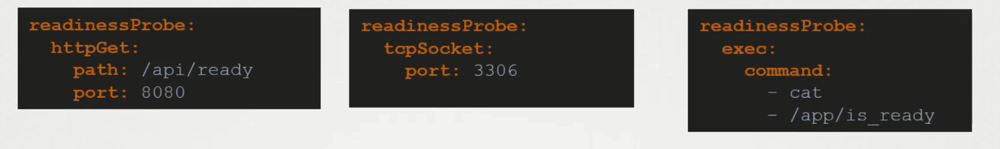 readinessProbe:
  httpGet:
    path: /api/ready
    port: 8080
readinessProbe:
  tcpSocket:
    port: 3306
readinessProbe:
  exec:
    command:
      - cat
      - /app/is_ready